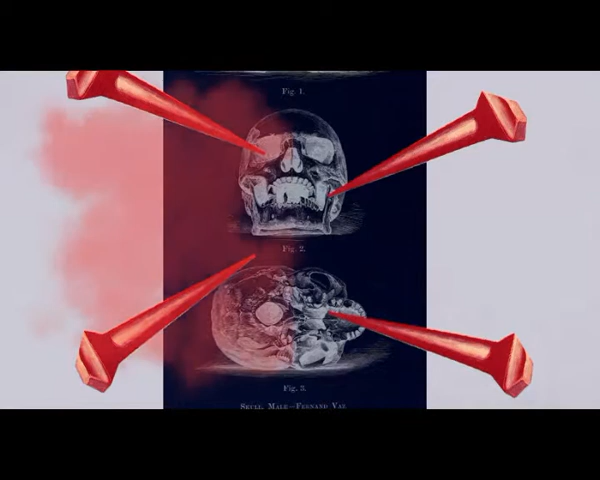 Fig. 1.
Fig. 2.
Fig. 3.
Skull, Male—Fernand Vaz.